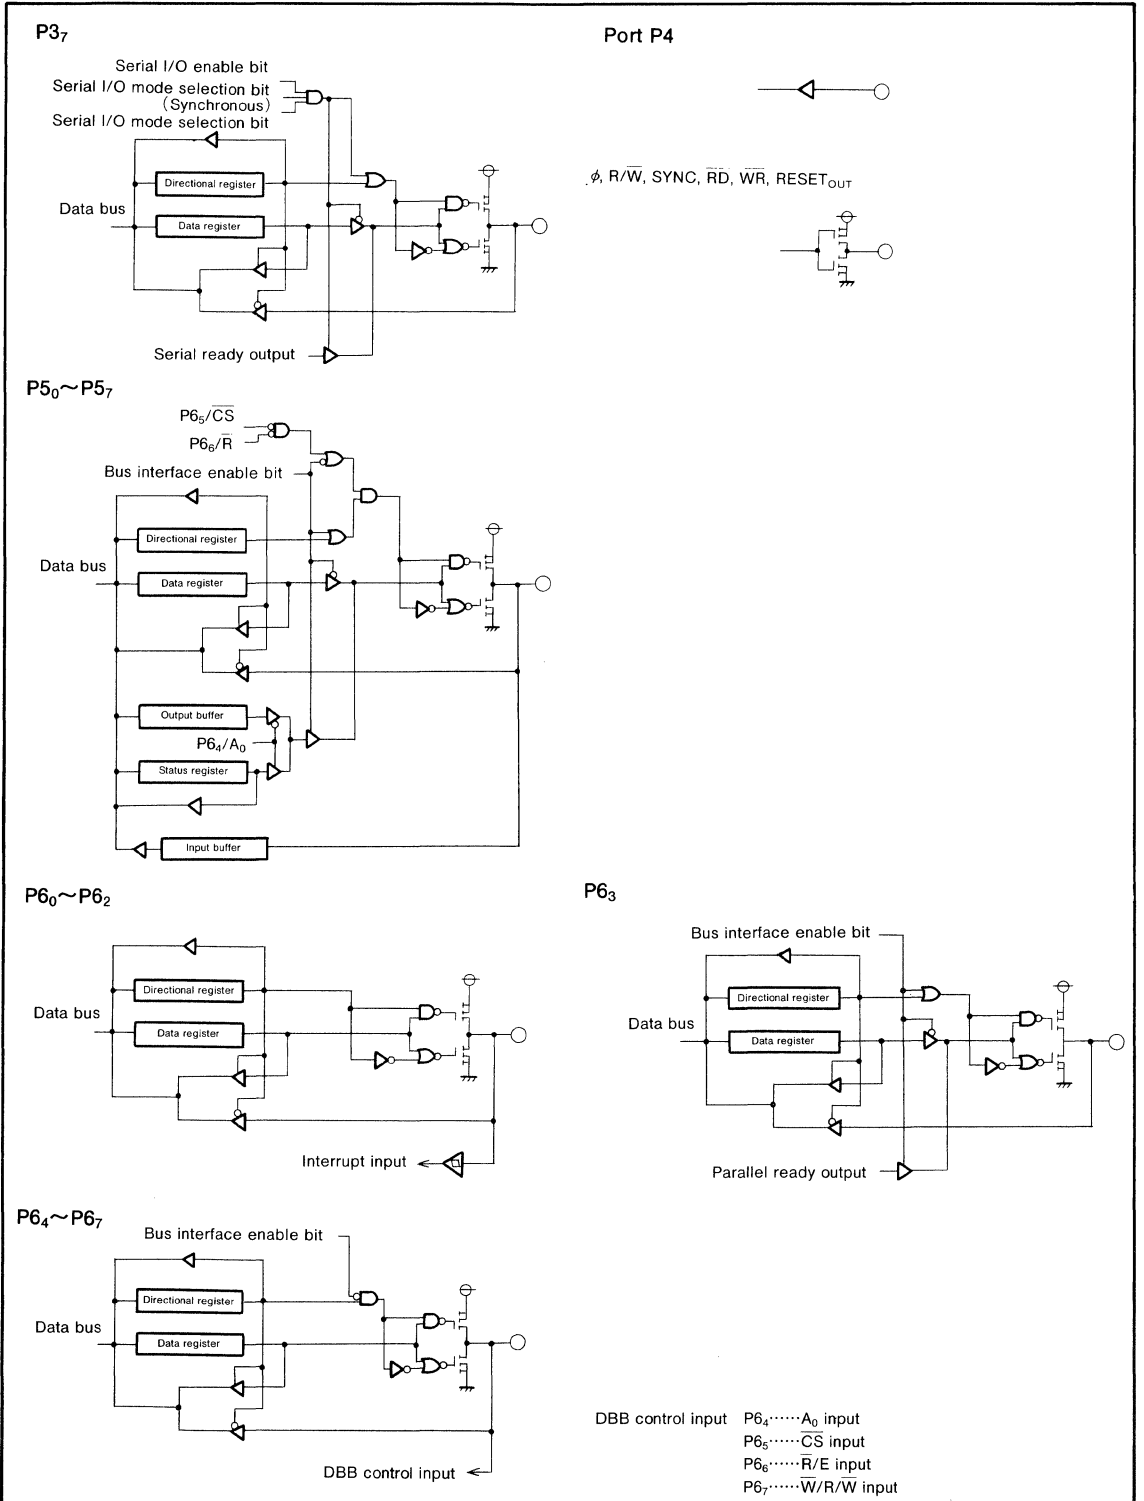 P3₇
Serial I/O enable bit
Serial I/O mode selection bit
(Synchronous)
Serial I/O mode selection bit
Directional register
Data bus
Data register
Serial ready output
Port P4
ϕ, R/W̅, SYNC, R̅D̅, W̅R̅, RESET_OUT
P5₀～P5₇
P6₅/C̅S̅
P6₆/R̅
Bus interface enable bit
Directional register
Data bus
Data register
Output buffer
P6₄/A₀
Status register
Input buffer
P6₀～P6₂
Directional register
Data bus
Data register
Interrupt input
P6₃
Bus interface enable bit
Directional register
Data bus
Data register
Parallel ready output
P6₄～P6₇
Bus interface enable bit
Directional register
Data bus
Data register
DBB control input
DBB control input P6₄······A₀ input
P6₅······C̅S̅ input
P6₆······R̅/E input
P6₇······W̅/R/W̅ input